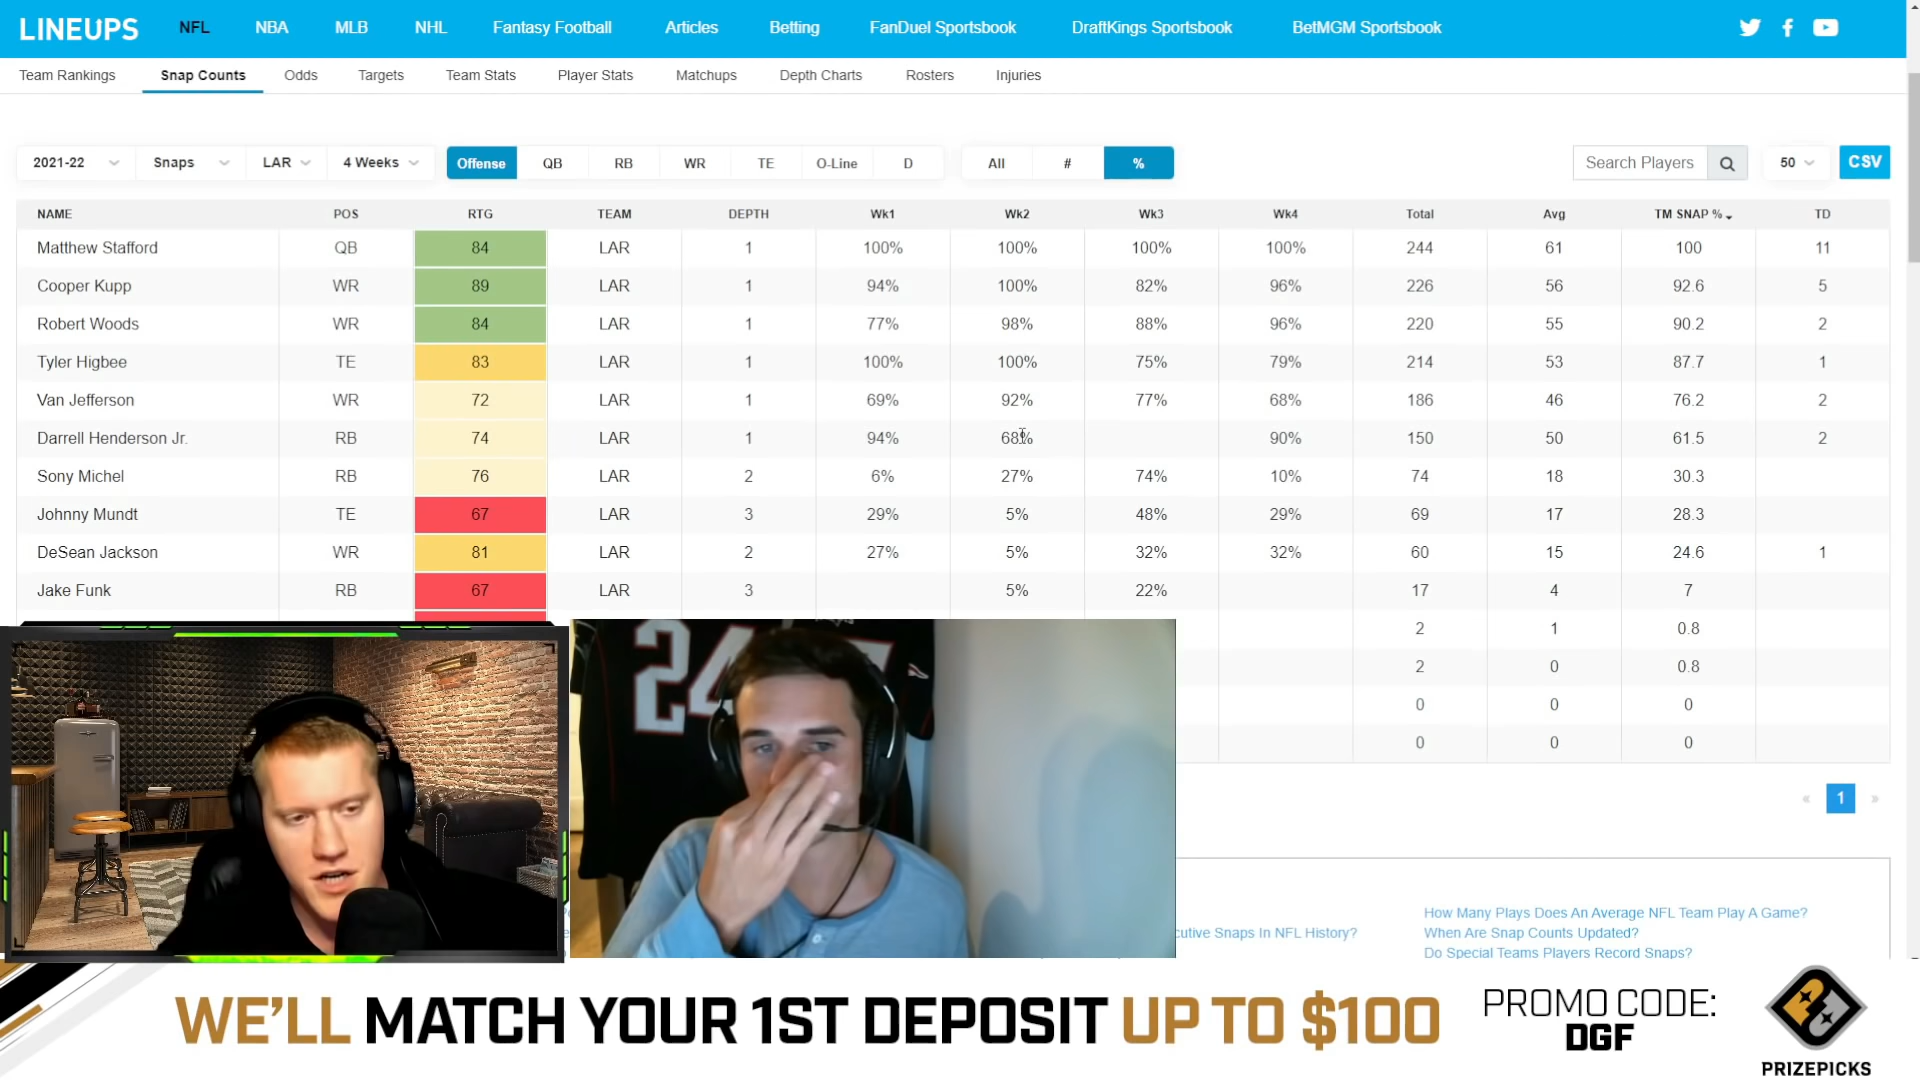 LINEUPS NFL NBA MLB NHL Fantasy Football Articles Betting FanDuel Sportsbook DraftKings Sportsbook BetMGM Sportsbook
Team Rankings Snap Counts Odds Targets Team Stats Player Stats Matchups Depth Charts Rosters Injuries
2021-22 Snaps LAR 4 Weeks Offense QB RB WR TE O-Line D All # % Search Players 50 CSV
NAME POS RTG TEAM DEPTH Wk1 Wk2 Wk3 Wk4 Total Avg TM SNAP % TD
Matthew Stafford QB 84 LAR 1 100% 100% 100% 100% 244 61 100 11
Cooper Kupp WR 89 LAR 1 94% 100% 82% 96% 226 56 92.6 5
Robert Woods WR 84 LAR 1 77% 98% 88% 96% 220 55 90.2 2
Tyler Higbee TE 83 LAR 1 100% 100% 75% 79% 214 53 87.7 1
Van Jefferson WR 72 LAR 1 69% 92% 77% 68% 186 46 76.2 2
Darrell Henderson Jr. RB 74 LAR 1 94% 68% 90% 150 50 61.5 2
Sony Michel RB 76 LAR 2 6% 27% 74% 10% 74 18 30.3
Johnny Mundt TE 67 LAR 3 29% 5% 48% 29% 69 17 28.3
DeSean Jackson WR 81 LAR 2 27% 5% 32% 32% 60 15 24.6 1
Jake Funk RB 67 LAR 3 5% 22% 17 4 7
2 1 0.8
2 0 0.8
0 0 0
0 0 0
24
« 1 »
How Many Plays Does An Average NFL Team Play A Game?
cutive Snaps In NFL History? When Are Snap Counts Updated?
Do Special Teams Players Record Snaps?
WE'LL MATCH YOUR 1ST DEPOSIT UP TO $100
PROMO CODE:
DGF
PRIZEPICKS